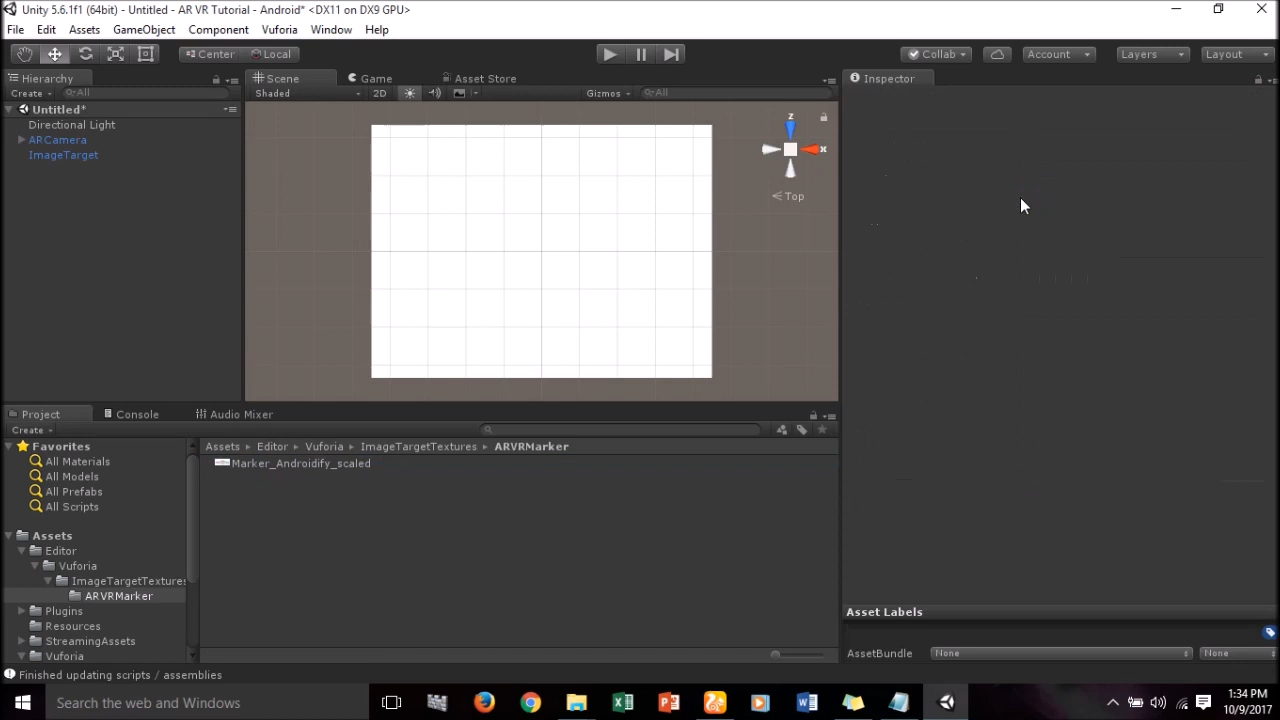 Unity 5.6.1f1 (64bit) - Untitled - AR VR Tutorial - Android* <DX11 on DX9 GPU>
File Edit Assets GameObject Component Vuforia Window Help
Center Local Collab Account Layers Layout
Hierarchy Scene Game Asset Store Inspector
Create All Shaded 2D Gizmos All
Untitled*
Directional Light
ARCamera
ImageTarget
z
x
Top
Project Console Audio Mixer
Create
Favorites
All Materials
All Models
All Prefabs
All Scripts
Assets
Editor
Vuforia
ImageTargetTextures
ARVRMarker
Plugins
Resources
StreamingAssets
Vuforia
Assets Editor Vuforia ImageTargetTextures ARVRMarker
Marker_Androidify_scaled
Asset Labels
AssetBundle None None
Finished updating scripts / assemblies
Search the web and Windows
1:34 PM
10/9/2017